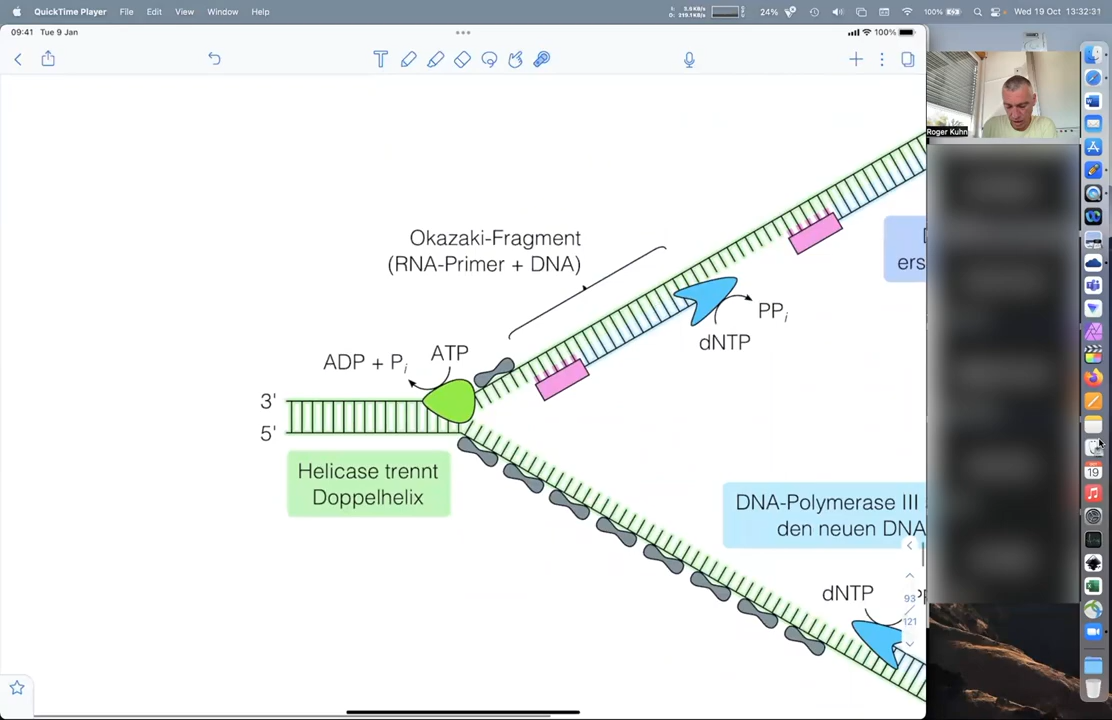 QuickTime Player File Edit View Window Help
24% 100% Wed 19 Oct 13:32:31
09:41 Tue 9 Jan
100%
Roger Kuhn
Okazaki-Fragment
(RNA-Primer + DNA)
PPi
dNTP
ATP
ADP + Pi
3'
5'
Helicase trennt
Doppelhelix
ers
DNA-Polymerase III
den neuen DNA
dNTP
93
121
19